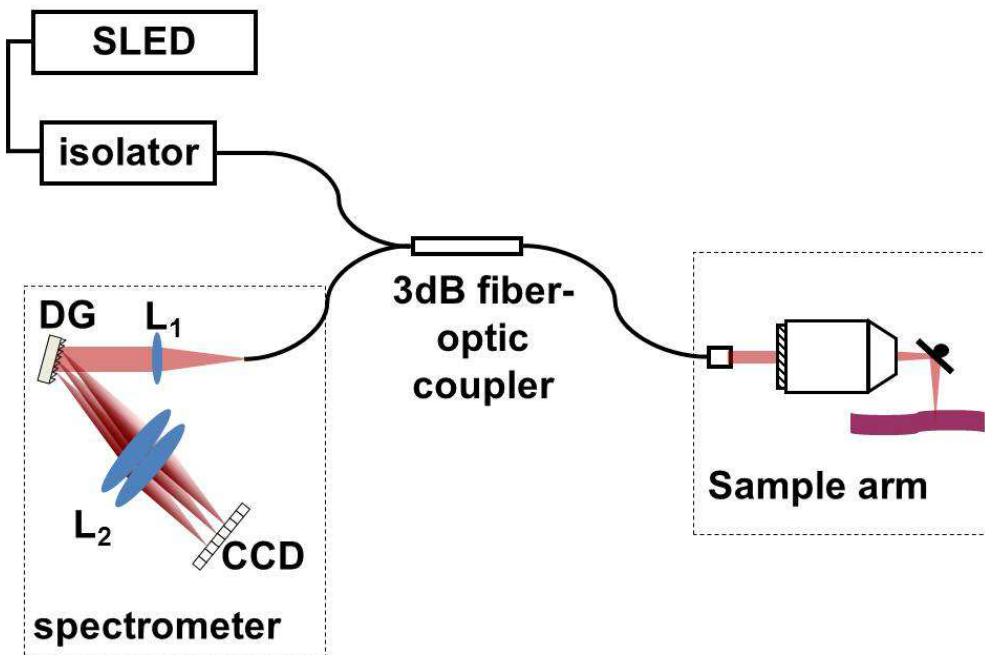 SLED
isolator
3dB fiber-
optic
coupler
DG
L₁
L₂
CCD
spectrometer
Sample arm